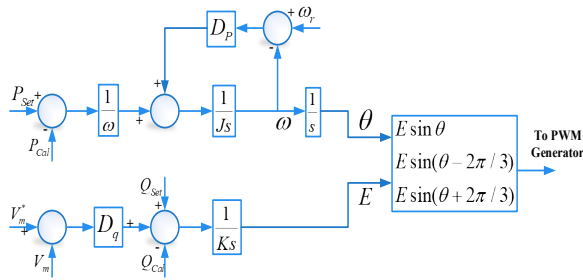 D_P
+ ω_r
-
P_Set + 
-
P_Cal
1/ω
+
+
1/Js
ω
1/s
θ
E sin θ
E sin(θ − 2π / 3)
E sin(θ + 2π / 3)
To PWM
Generator
V_m^*
+
-
V_m
D_q
Q_Set
+
+
-
Q_Cal
1/Ks
E